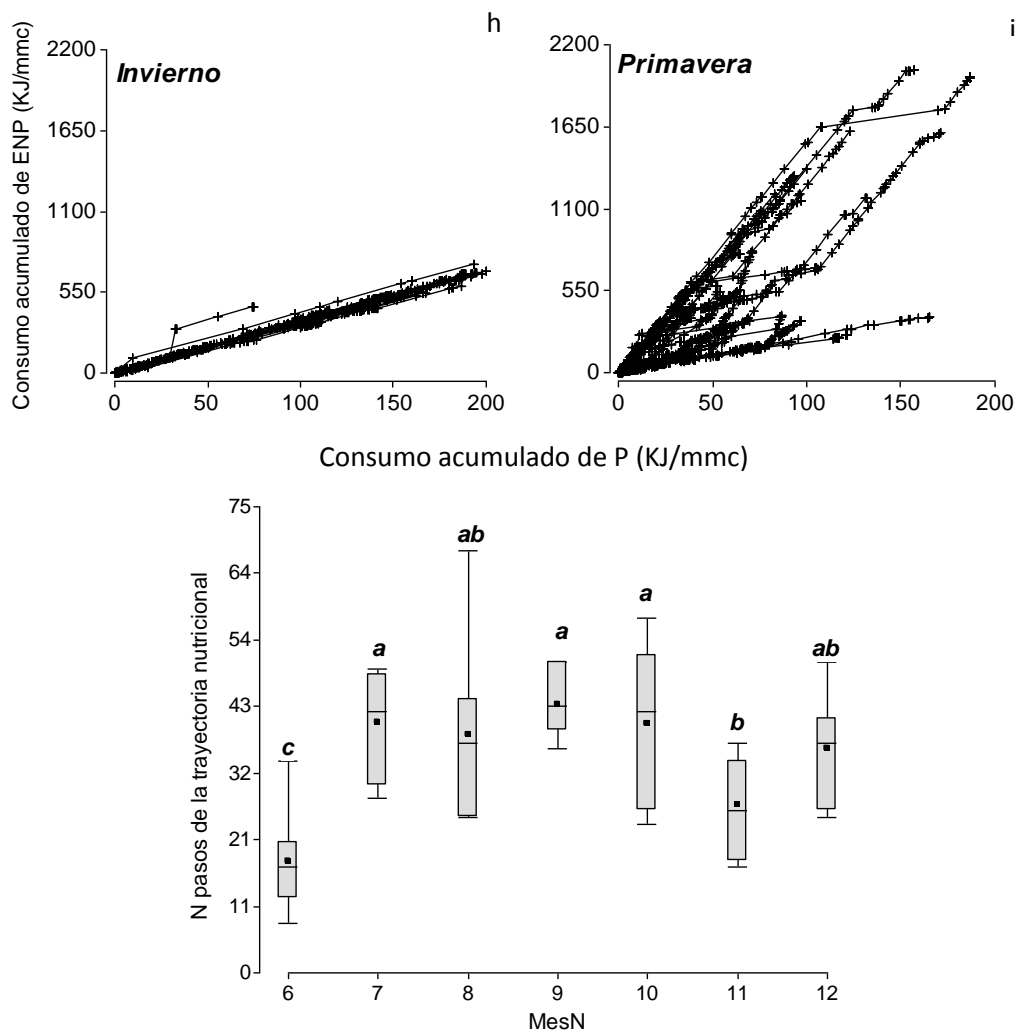 h
i
Invierno
Primavera
Consumo acumulado de ENP (KJ/mmc)
2200
1650
1100
550
0
0 50 100 150 200
2200
1650
1100
550
0
0 50 100 150 200
Consumo acumulado de P (KJ/mmc)
N pasos de la trayectoria nutricional
75
64
54
43
32
21
11
0
c
a
ab
a
a
b
ab
6 7 8 9 10 11 12
MesN